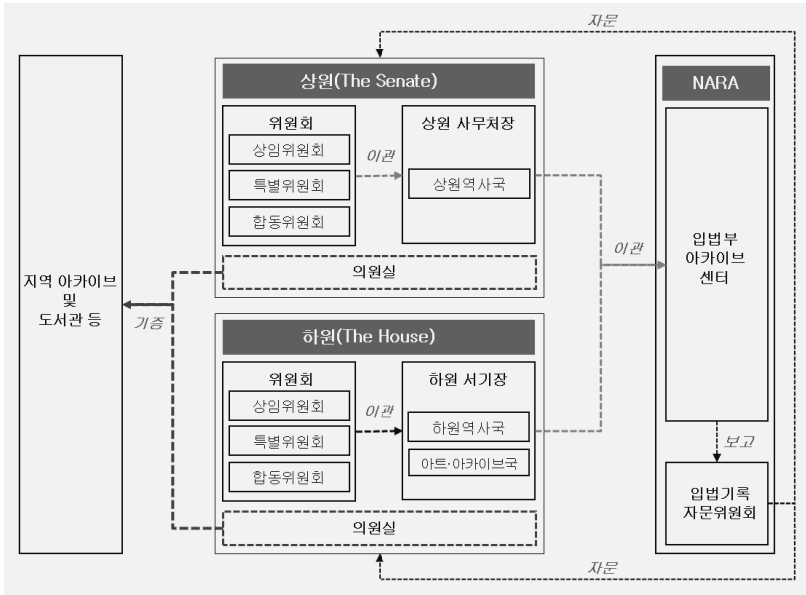 자문
지역 아카이브
및
도서관 등
기증
상원(The Senate)
위원회
상임위원회
특별위원회
합동위원회
이관
상원 사무처장
상원역사국
의원실
하원(The House)
위원회
상임위원회
특별위원회
합동위원회
이관
하원 서기장
하원역사국
아트·아카이브국
의원실
이관
NARA
입법부
아카이브
센터
보고
입법기록
자문위원회
자문